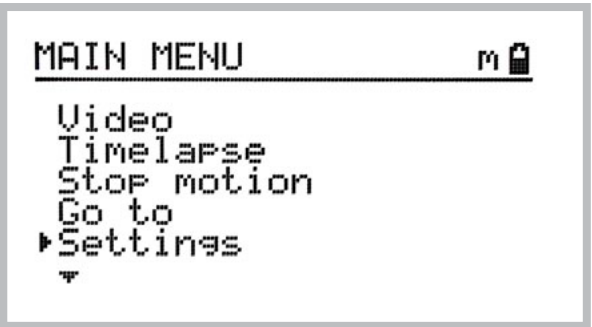 MAIN MENU m
Video
Timelapse
Stop motion
Go to
Settings